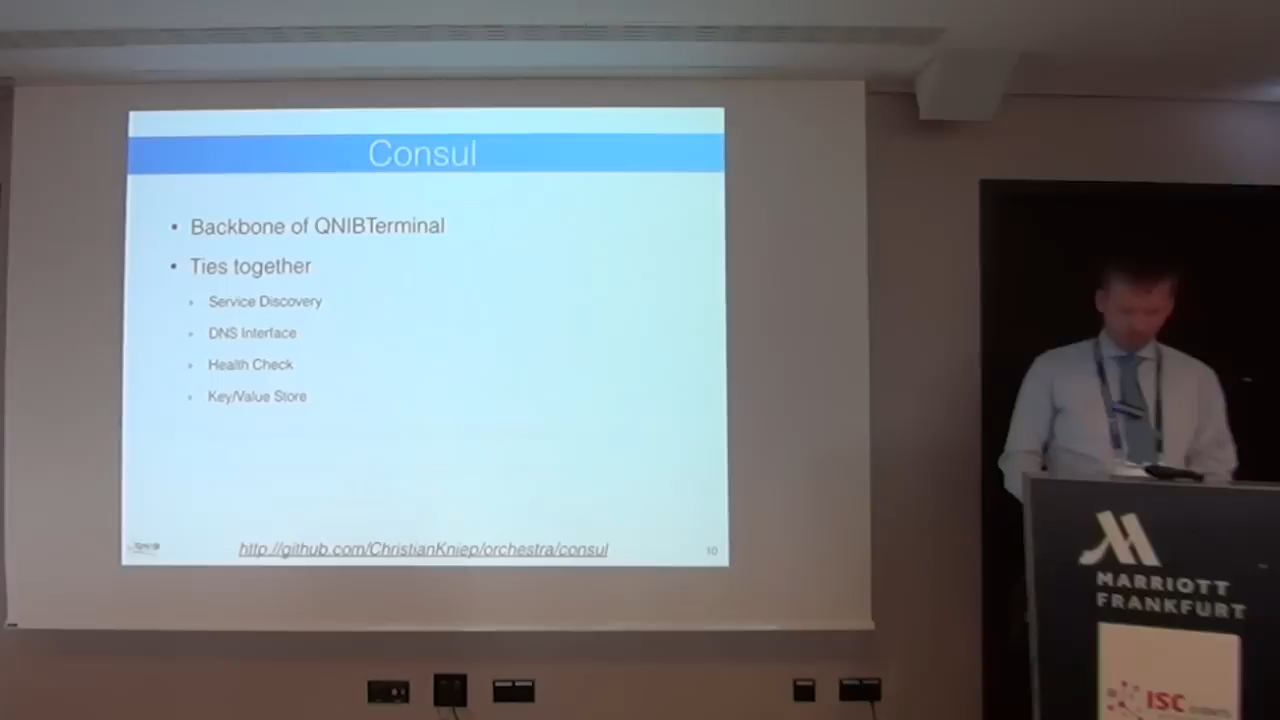 Consul
• Backbone of QNIBTerminal
• Ties together
Service Discovery
DNS Interface
Health Check
Key/Value Store
http://github.com/ChristianKniep/orchestra/consul
10
MARRIOTT
FRANKFURT
ISC